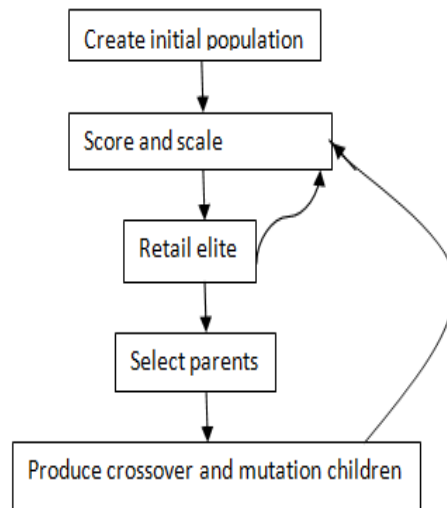 Create initial population
Score and scale
Retail elite
Select parents
Produce crossover and mutation children